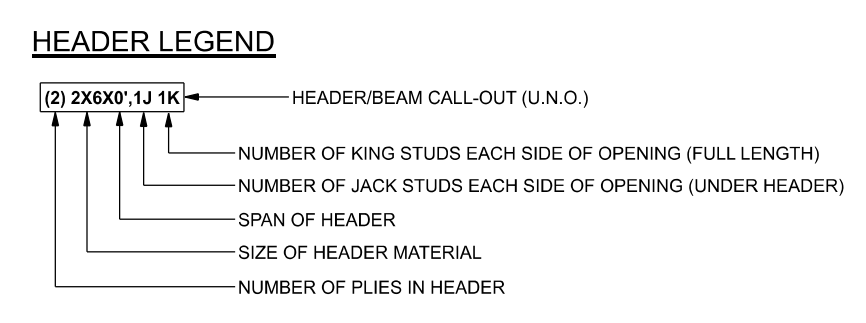 HEADER LEGEND
(2) 2X6X0',1J 1K
HEADER/BEAM CALL-OUT (U.N.O.)
NUMBER OF KING STUDS EACH SIDE OF OPENING (FULL LENGTH)
NUMBER OF JACK STUDS EACH SIDE OF OPENING (UNDER HEADER)
SPAN OF HEADER
SIZE OF HEADER MATERIAL
NUMBER OF PLIES IN HEADER